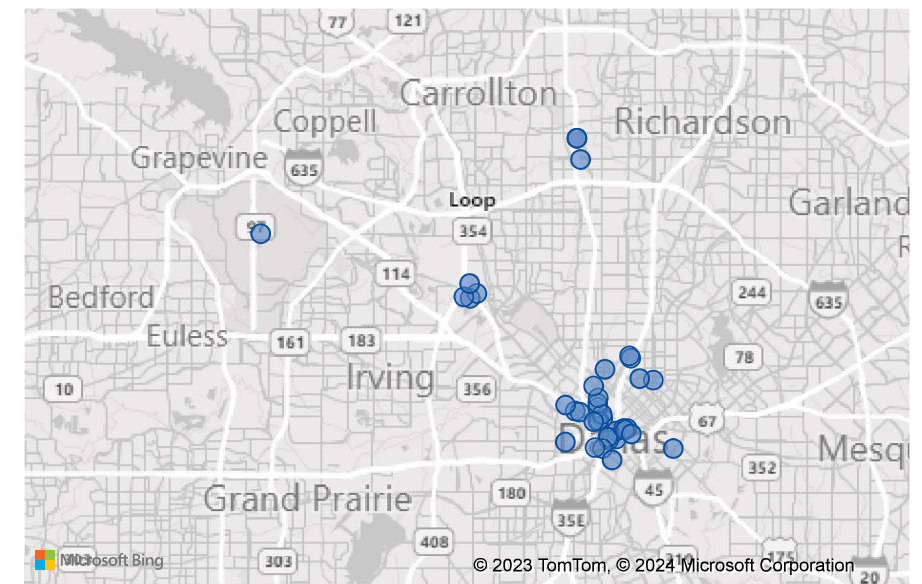 77
121
Carrollton
Coppell
Richardson
Grapevine
635
Loop
354
Garland
97
R
114
Bedford
244
635
Euless
161
183
78
Irving
10
356
67
D las
Mesq
352
Grand Prairie
180
45
35E
408
Microsoft Bing
303
310
175
20
© 2023 TomTom, © 2024 Microsoft Corporation